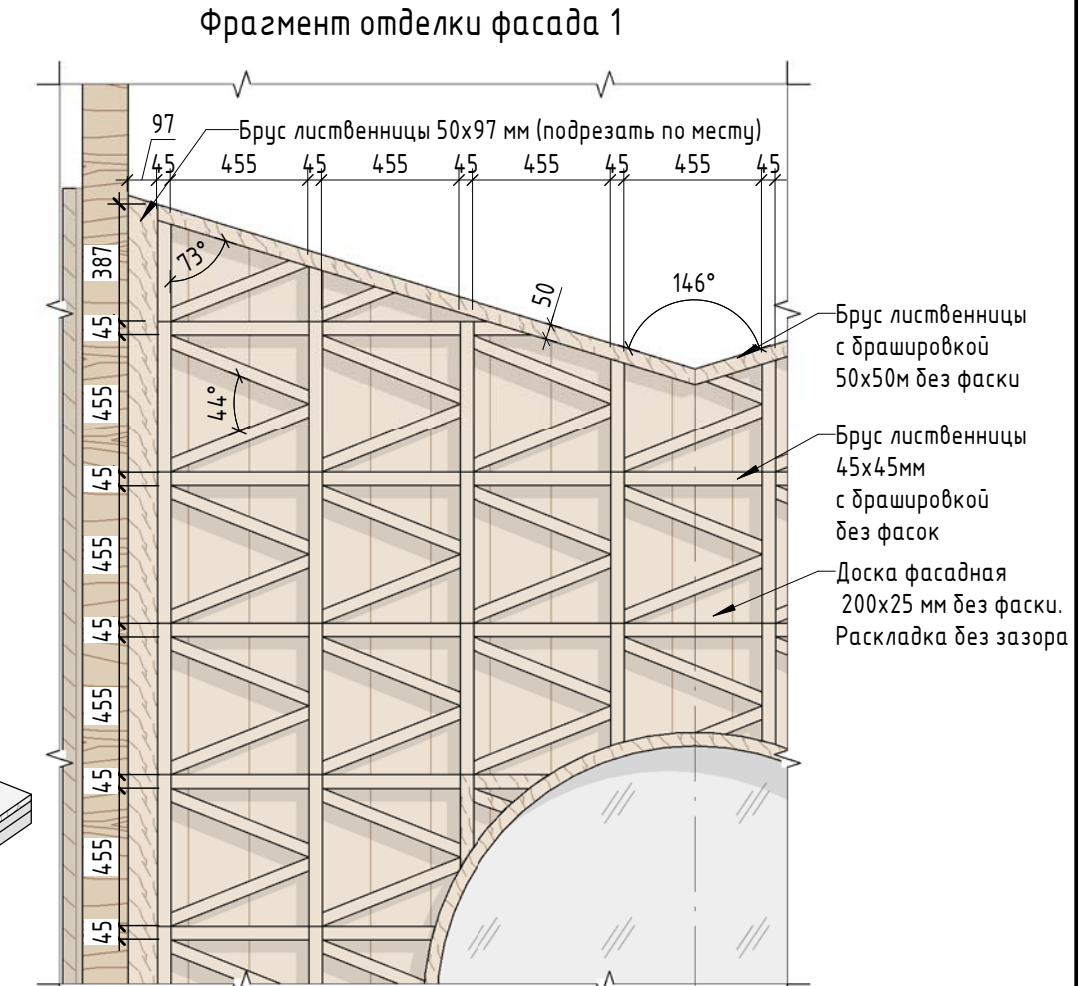 Фрагмент отделки фасада 1
97
Брус лиственницы 50х97 мм (подрезать по месту)
45 455 45 455 45 455 45 455 45
387
73°
50
146°
Брус лиственницы
с брашировкой
50х50м без фаски
45
455
44°
Брус лиственницы
45х45мм
с брашировкой
без фасок
45
455
Доска фасадная
200х25 мм без фаски.
Раскладка без зазора
45
455
45
455
45